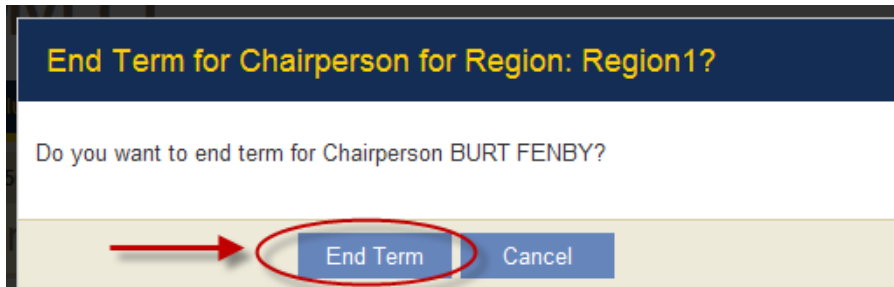 End Term for Chairperson for Region: Region1?
Do you want to end term for Chairperson BURT FENBY?
End Term Cancel